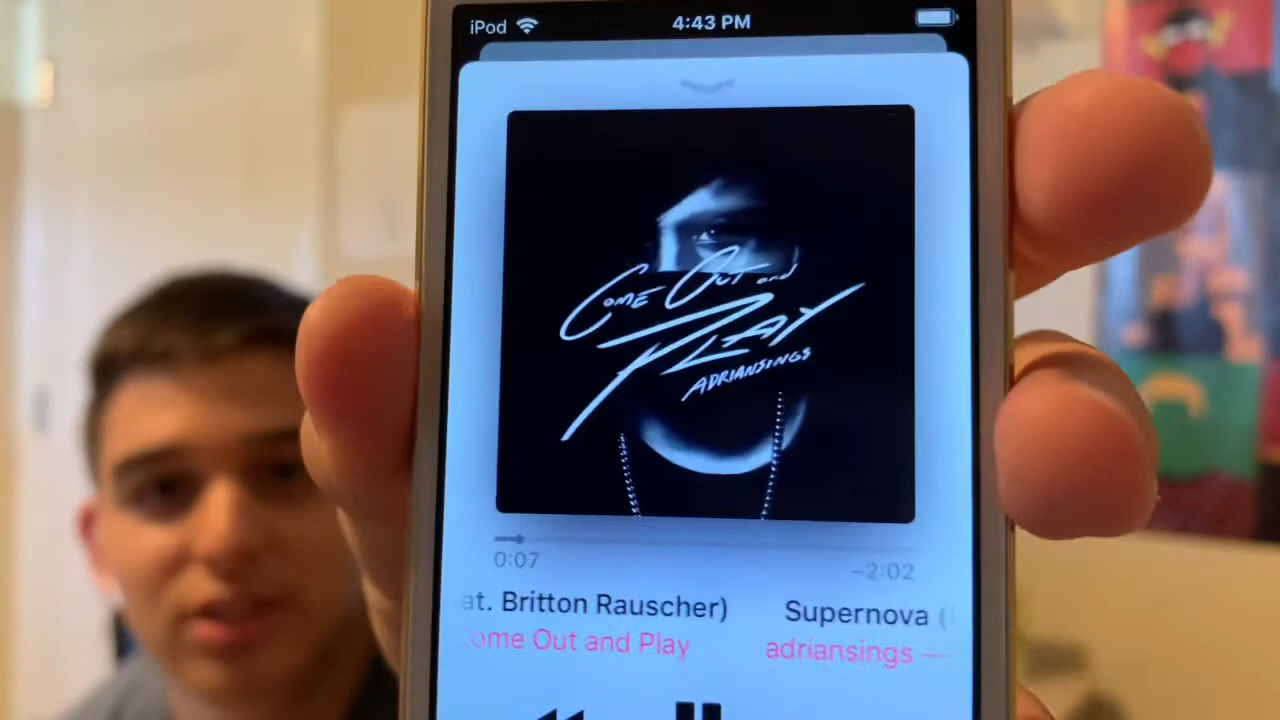 iPod 4:43 PM
COME OUT and
PLAY
ADRIANSINGS
0:07 -2:02
at. Britton Rauscher) Supernova (
ome Out and Play adriansings —